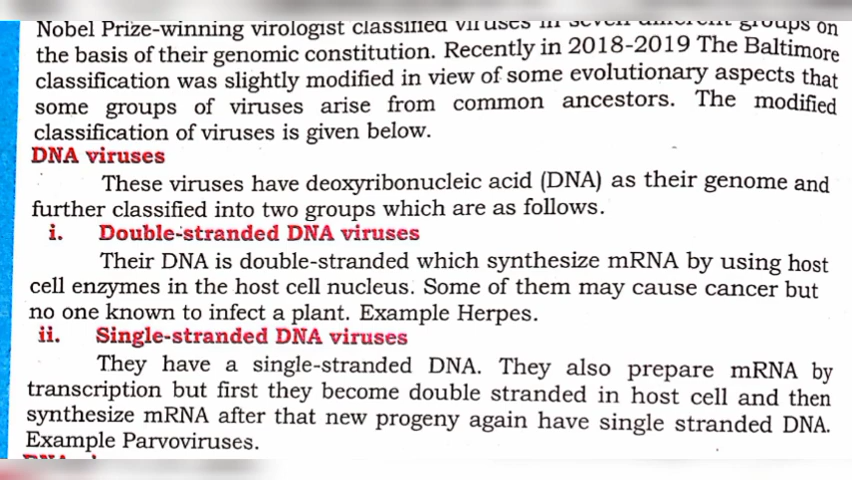 Nobel Prize-winning virologist classified viruses in seven different groups on
the basis of their genomic constitution. Recently in 2018-2019 The Baltimore
classification was slightly modified in view of some evolutionary aspects that
some groups of viruses arise from common ancestors. The modified
classification of viruses is given below.
DNA viruses
These viruses have deoxyribonucleic acid (DNA) as their genome and
further classified into two groups which are as follows.
i. Double-stranded DNA viruses
Their DNA is double-stranded which synthesize mRNA by using host
cell enzymes in the host cell nucleus. Some of them may cause cancer but
no one known to infect a plant. Example Herpes.
ii. Single-stranded DNA viruses
They have a single-stranded DNA. They also prepare mRNA by
transcription but first they become double stranded in host cell and then
synthesize mRNA after that new progeny again have single stranded DNA.
Example Parvoviruses.